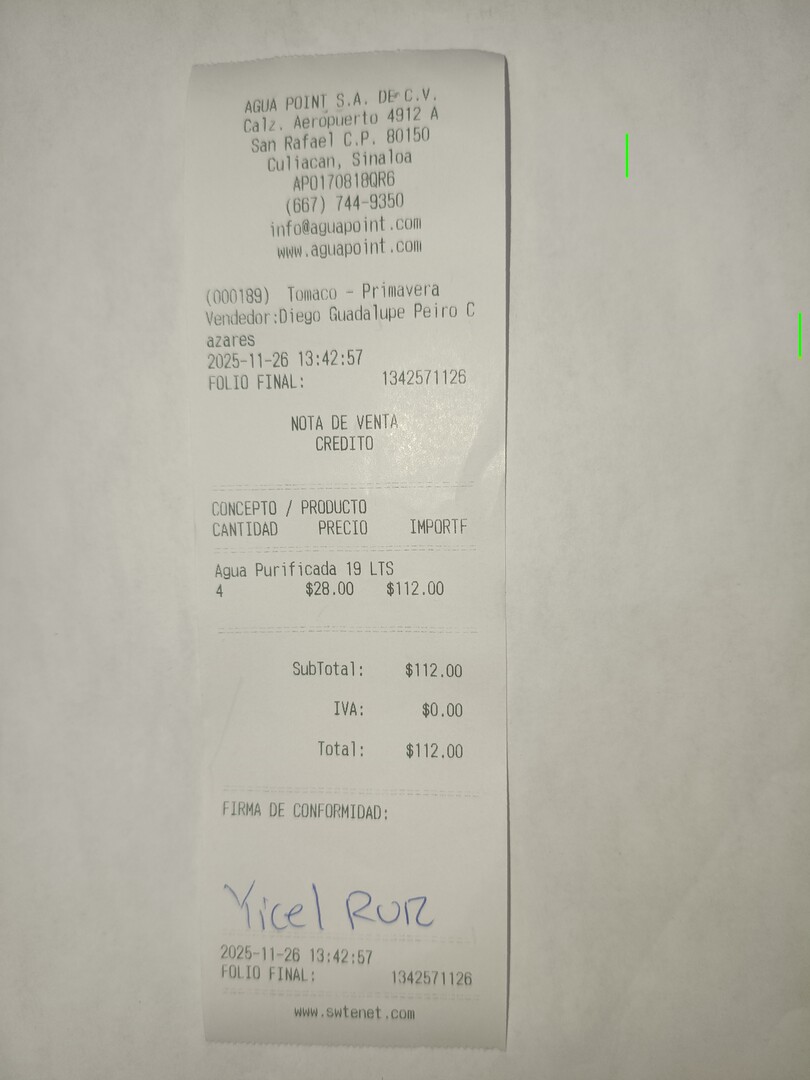 AGUA POINT S.A. DE C.V.
Calz. Aeropuerto 4912 A
San Rafael C.P. 80150
Culiacan, Sinaloa
APO170818QR6
(667) 744-9350
info@aguapoint.com
www.aguapoint.com
(000189) Tomaco - Primavera
Vendedor:Diego Guadalupe Peiro C
azares
2025-11-26 13:42:57
FOLIO FINAL: 1342571126
NOTA DE VENTA
CREDITO
CONCEPTO / PRODUCTO
CANTIDAD PRECIO IMPORTE
Agua Purificada 19 LTS
4 $28.00 $112.00
SubTotal: $112.00
IVA: $0.00
Total: $112.00
FIRMA DE CONFORMIDAD:
Yicel Ruiz
2025-11-26 13:42:57
FOLIO FINAL: 1342571126
www.swtenet.com